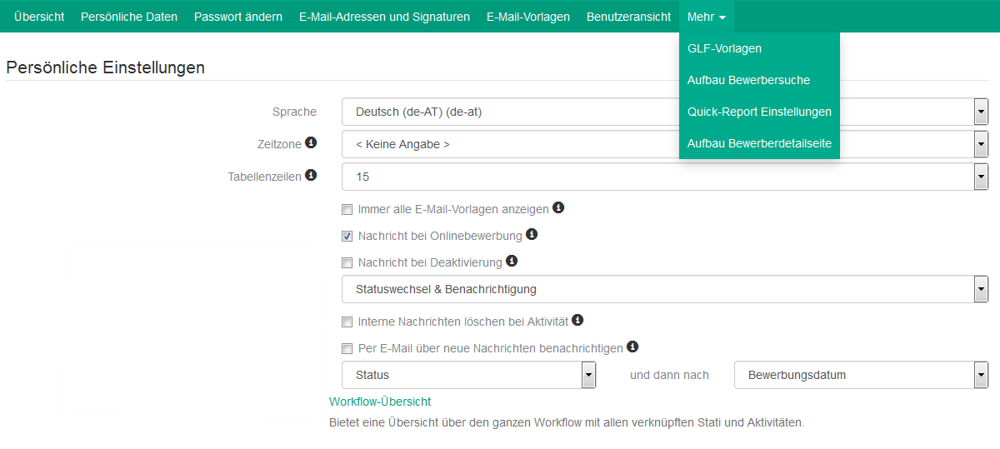 Übersicht Persönliche Daten Passwort ändern E-Mail-Adressen und Signaturen E-Mail-Vorlagen Benutzeransicht Mehr
GLF-Vorlagen
Aufbau Bewerbersuche
Quick-Report Einstellungen
Aufbau Bewerberdetailseite
Persönliche Einstellungen
Sprache Deutsch (de-AT) (de-at)
Zeitzone < Keine Angabe >
Tabellenzeilen 15
Immer alle E-Mail-Vorlagen anzeigen
Nachricht bei Onlinebewerbung
Nachricht bei Deaktivierung
Statuswechsel & Benachrichtigung
Interne Nachrichten löschen bei Aktivität
Per E-Mail über neue Nachrichten benachrichtigen
Status und dann nach Bewerbungsdatum
Workflow-Übersicht
Bietet eine Übersicht über den ganzen Workflow mit allen verknüpften Stati und Aktivitäten.